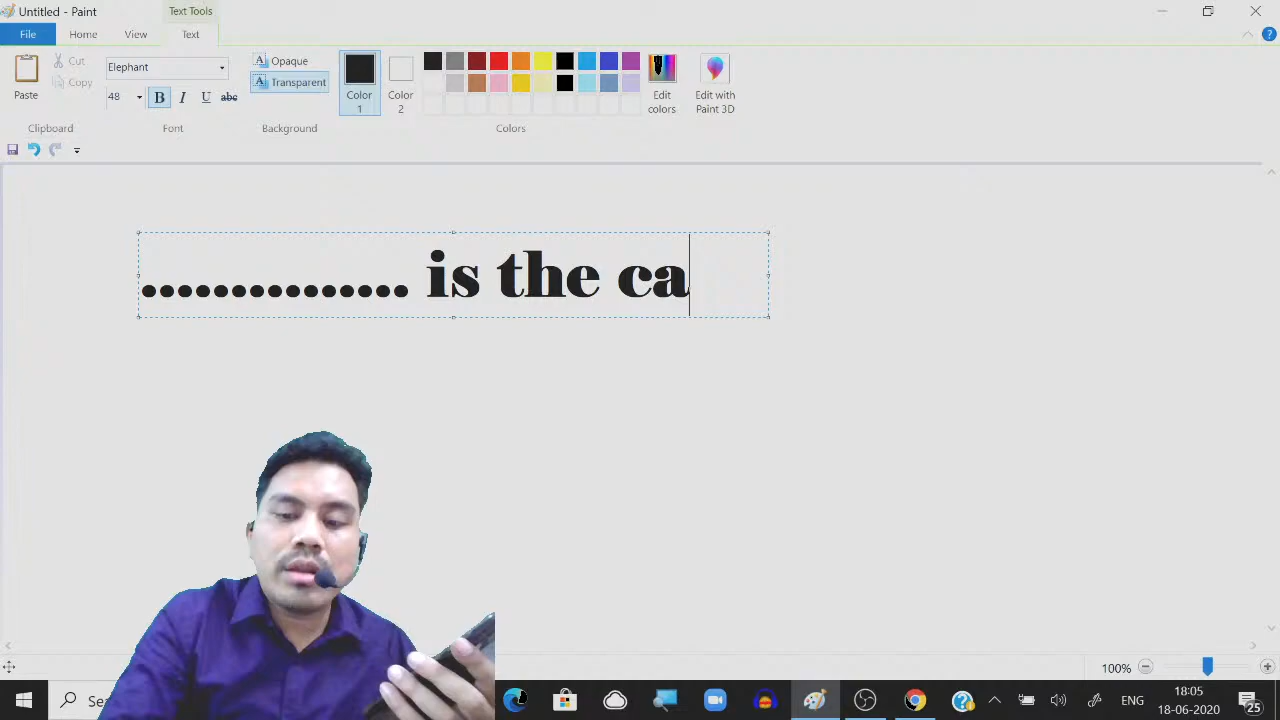 Untitled - Paint
Text Tools
File
Home
View
Text
Paste
Cut
Copy
Clipboard
Elephant
48
B
I
U
abc
Font
Opaque
Transparent
Background
Color
1
Color
2
Colors
Edit
colors
Edit with
Paint 3D
............... is the ca
100%
ENG
18:05
18-06-2020
25